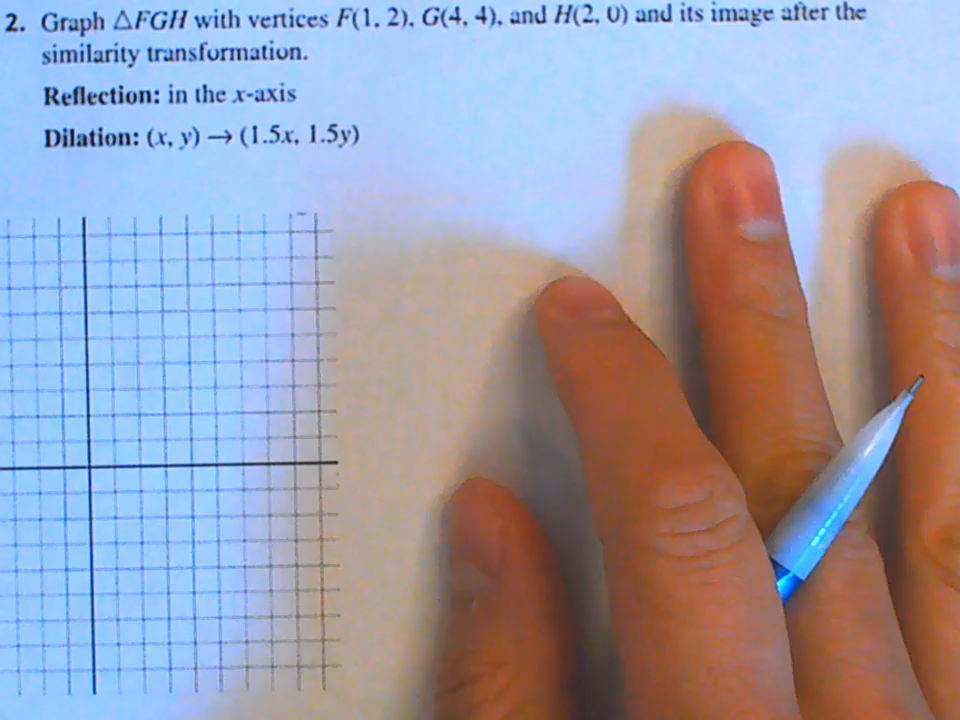 2. Graph △FGH with vertices F(1, 2), G(4, 4), and H(2, 0) and its image after the
similarity transformation.
Reflection: in the x-axis
Dilation: (x, y) → (1.5x, 1.5y)